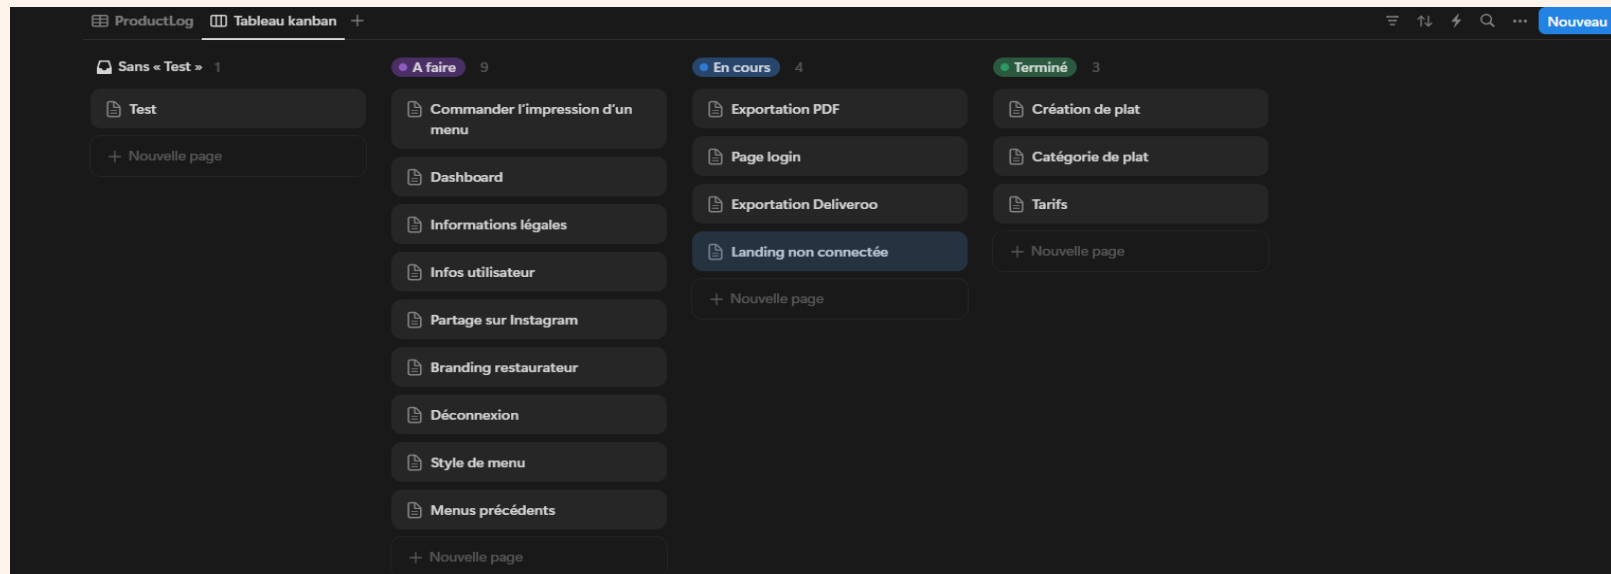 ProductLog Tableau kanban
Nouveau
Sans « Test » 1
Test
+ Nouvelle page
A faire 9
Commander l'impression d'un
menu
Dashboard
Informations légales
Infos utilisateur
Partage sur Instagram
Branding restaurateur
Déconnexion
Style de menu
Menus précédents
+ Nouvelle page
En cours 4
Exportation PDF
Page login
Exportation Deliveroo
Landing non connectée
+ Nouvelle page
Terminé 3
Création de plat
Catégorie de plat
Tarifs
+ Nouvelle page